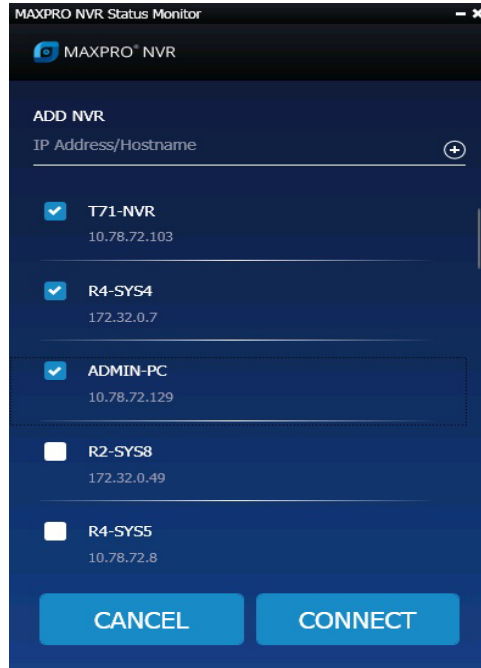 MAXPRO NVR Status Monitor
MAXPRO® NVR
ADD NVR
IP Address/Hostname
T71-NVR
10.78.72.103
R4-SYS4
172.32.0.7
ADMIN-PC
10.78.72.129
R2-SYS8
172.32.0.49
R4-SYS5
10.78.72.8
CANCEL CONNECT